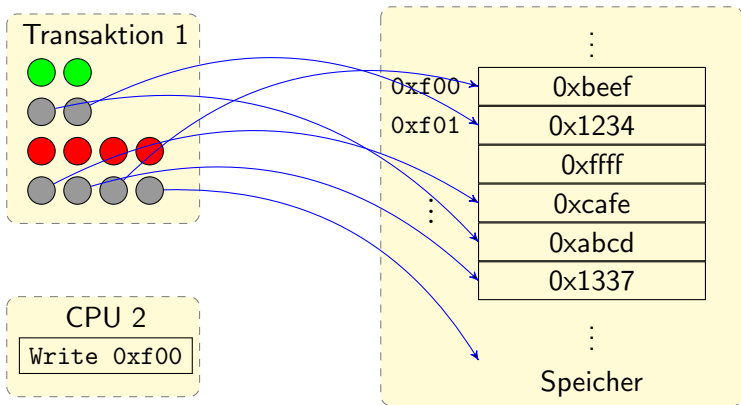 Transaktion 1
CPU 2
Write 0xf00
⋮
0xf00 0xbeef
0xf01 0x1234
0xffff
⋮ 0xcafe
0xabcd
0x1337
⋮
Speicher